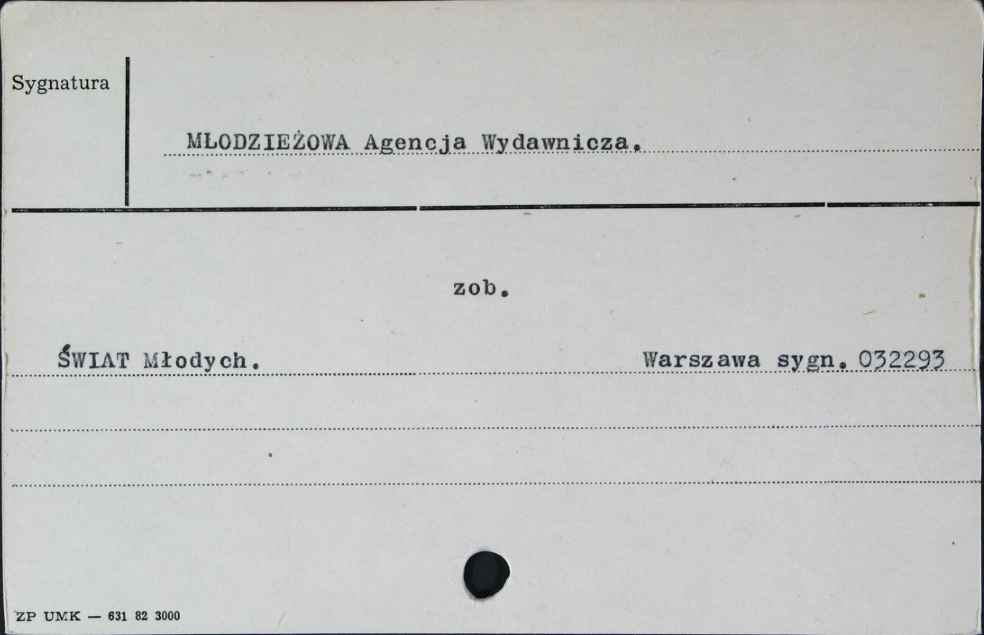 Sygnatura
MŁODZIEŻOWA Agencja Wydawnicza.
zob.
ŚWIAT Młodych. Warszawa sygn. 032293
ZP UMK — 631 82 3000